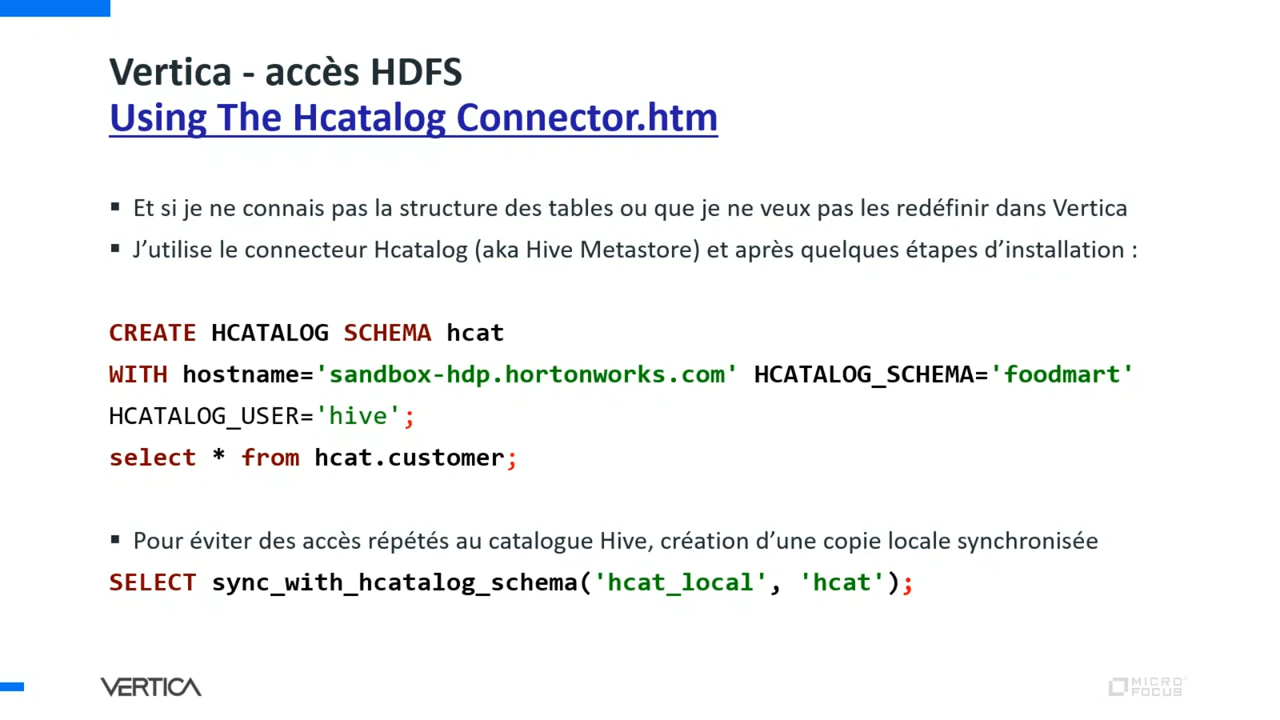 Vertica - accès HDFS
Using The Hcatalog Connector.htm
▪ Et si je ne connais pas la structure des tables ou que je ne veux pas les redéfinir dans Vertica
▪ J’utilise le connecteur Hcatalog (aka Hive Metastore) et après quelques étapes d’installation :
CREATE HCATALOG SCHEMA hcat
WITH hostname='sandbox-hdp.hortonworks.com' HCATALOG_SCHEMA='foodmart'
HCATALOG_USER='hive';
select * from hcat.customer;
▪ Pour éviter des accès répétés au catalogue Hive, création d’une copie locale synchronisée
SELECT sync_with_hcatalog_schema('hcat_local', 'hcat');
VERTICA
MICRO
FOCUS